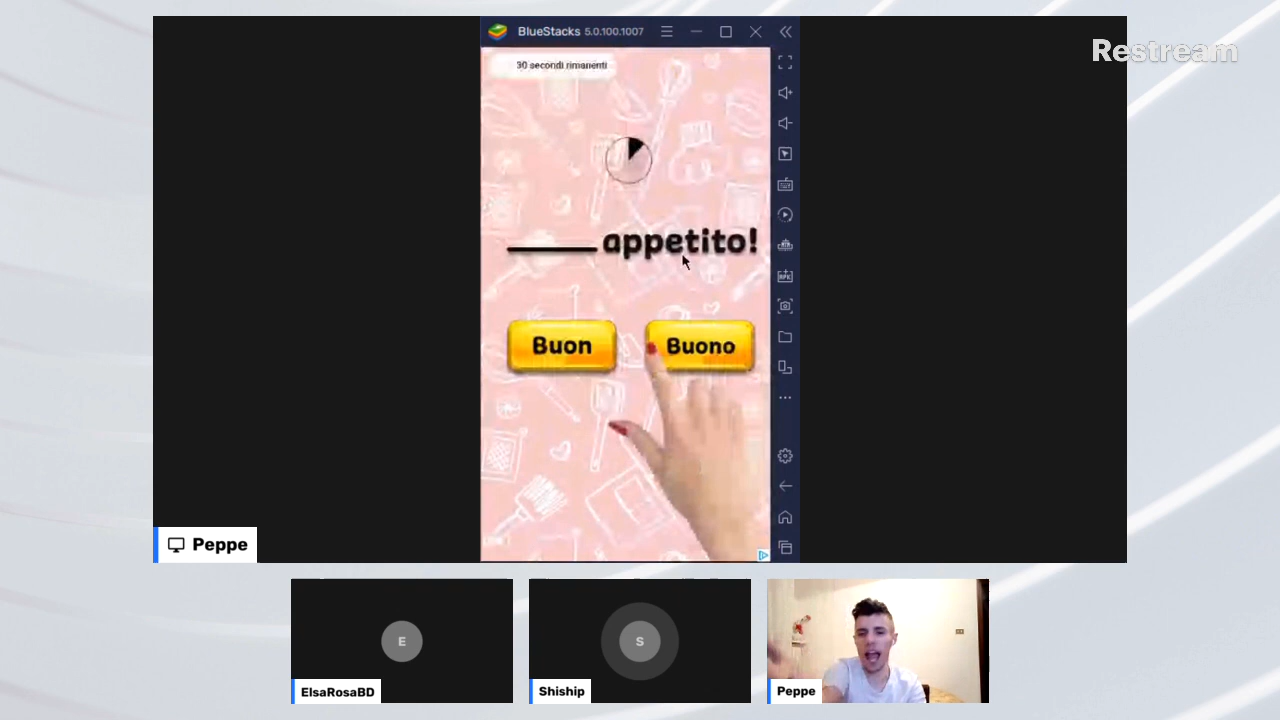 BlueStacks 5.0.100.1007
Restream
30 secondi rimanenti
_____ appetito!
Buon Buono
Peppe
E S
ElsaRosaBD Shiship Peppe